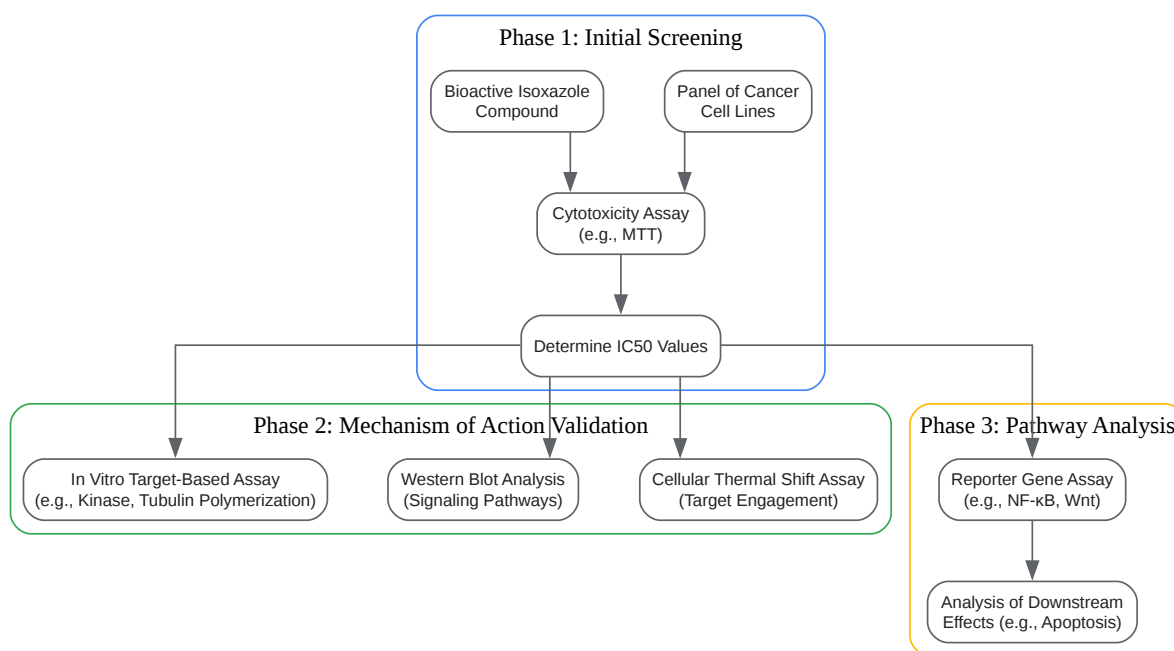 Phase 1: Initial Screening
Bioactive Isoxazole
Compound
Panel of Cancer
Cell Lines
Cytotoxicity Assay
(e.g., MTT)
Determine IC50 Values
Phase 2: Mechanism of Action Validation
In Vitro Target-Based Assay
(e.g., Kinase, Tubulin Polymerization)
Western Blot Analysis
(Signaling Pathways)
Cellular Thermal Shift Assay
(Target Engagement)
Phase 3: Pathway Analysis
Reporter Gene Assay
(e.g., NF-κB, Wnt)
Analysis of Downstream
Effects (e.g., Apoptosis)